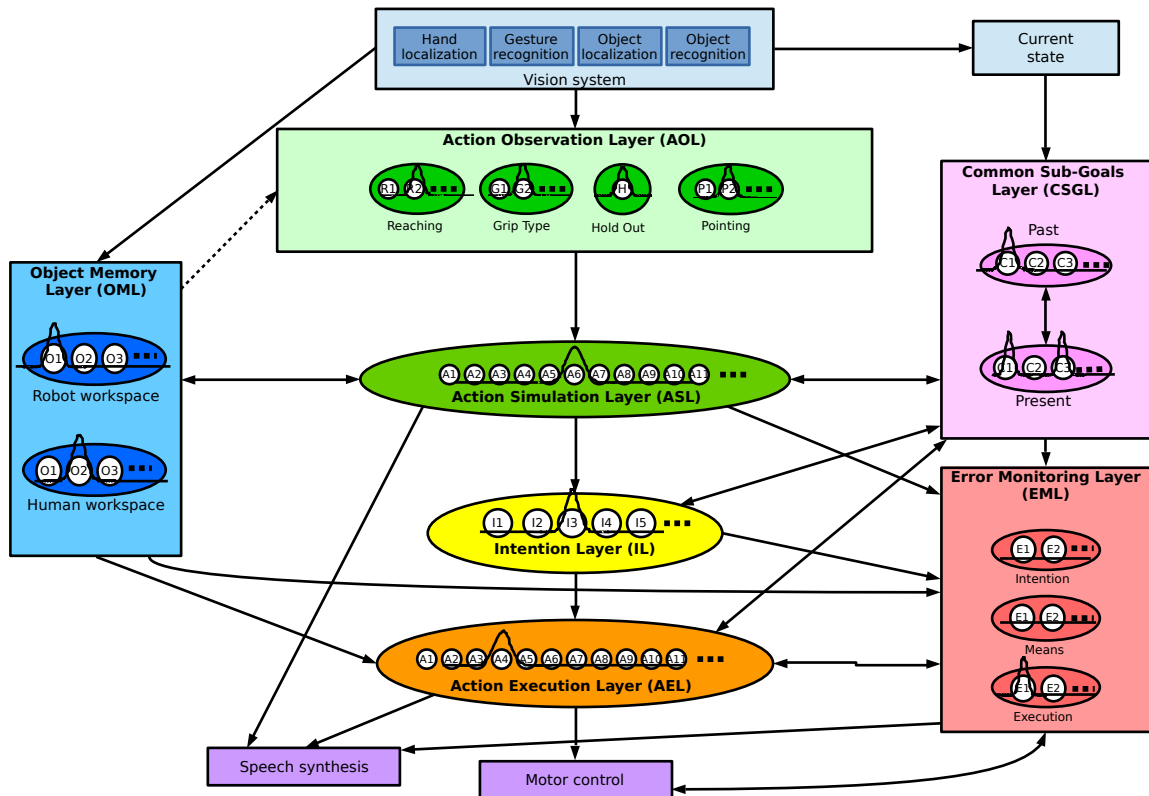 Hand localization
Gesture recognition
Object localization
Object recognition
Vision system
Current state
Action Observation Layer (AOL)
R1 R2
G1 G2
H
P1 P2
Reaching
Grip Type
Hold Out
Pointing
Common Sub-Goals
Layer (CSGL)
Past
C1 C2 C3
C1 C2 C3
Present
Object Memory
Layer (OML)
O1 O2 O3
Robot workspace
O1 O2 O3
Human workspace
A1 A2 A3 A4 A5 A6 A7 A8 A9 A10 A11
Action Simulation Layer (ASL)
I1 I2 I3 I4 I5
Intention Layer (IL)
Error Monitoring Layer
(EML)
E1 E2
Intention
E1 E2
Means
E1 E2
Execution
A1 A2 A3 A4 A5 A6 A7 A8 A9 A10 A11
Action Execution Layer (AEL)
Speech synthesis
Motor control